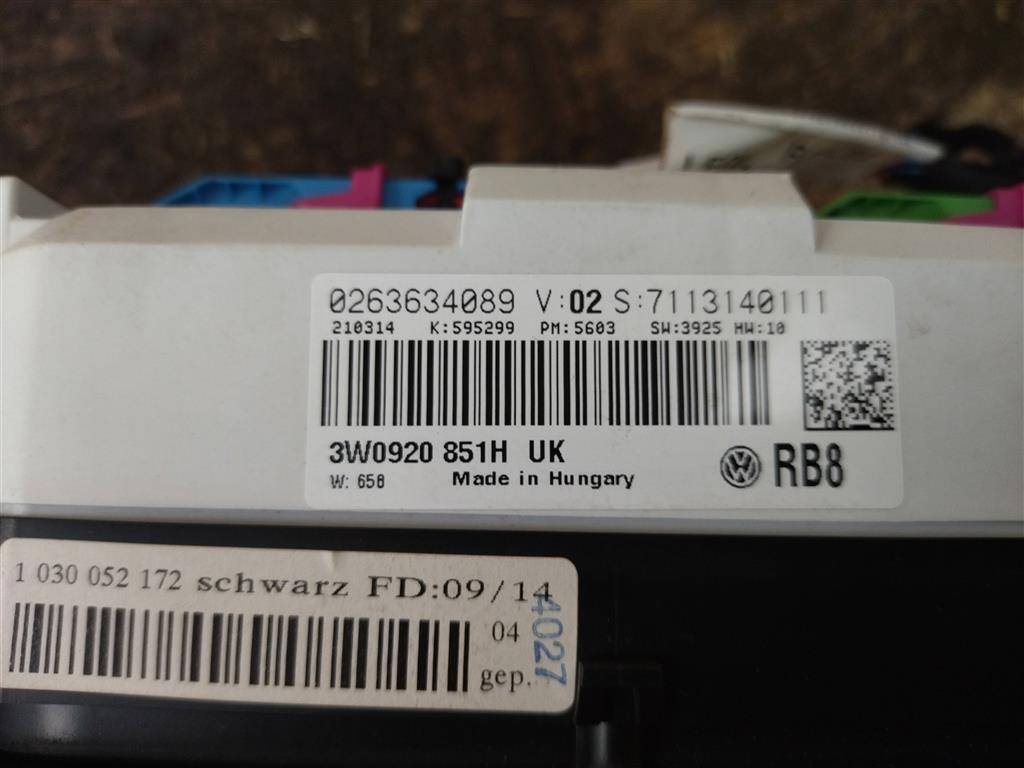 0263634089 V:02 S:7113140111
210314 K:595299 PM:5603 SW:3925 HW:10
3W0920 851H UK
W: 658 Made in Hungary
RB8
1 030 052 172 schwarz FD:09/14
04
gep.
4027